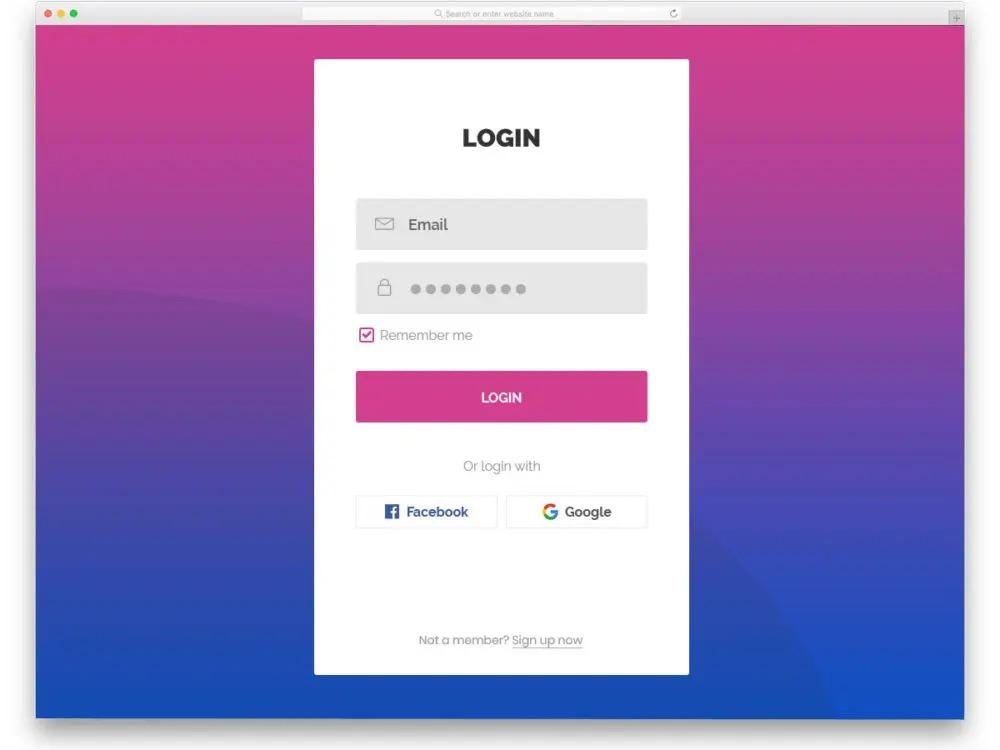 Search or enter website name
LOGIN
Email
Remember me
LOGIN
Or login with
Facebook
Google
Not a member? Sign up now